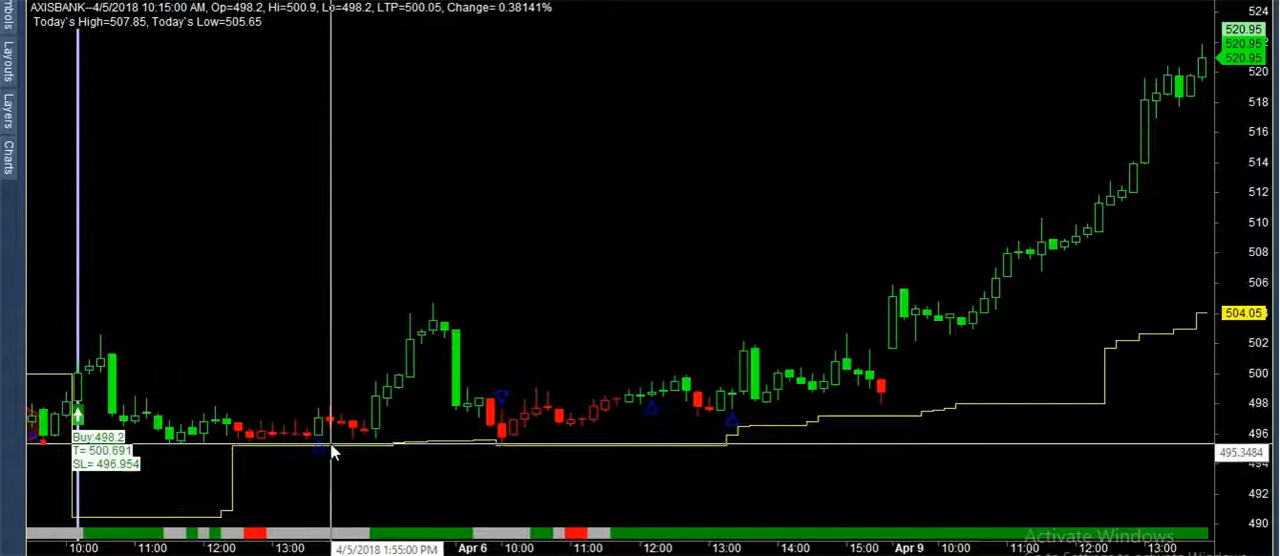 AXISBANK--4/5/2018 10:15:00 AM, Op=498.2, Hi=500.9, Lo=498.2, LTP=500.05, Change= 0.38141%
Today`s High=507.85, Today`s Low=505.65
mbols
Layouts
Layers
Charts
524
520.95
520.95
520.95
520
518
516
514
512
510
508
506
504.05
502
500
498
496
495.3484
494
492
490
Buy:498.2
T= 500.691
SL= 496.954
Activate Windows
10:00 11:00 12:00 13:00 4/5/2018 1:55:00 PM Apr 6 10:00 11:00 12:00 13:00 14:00 15:00 Apr 9 10:00 11:00 12:00 13:00